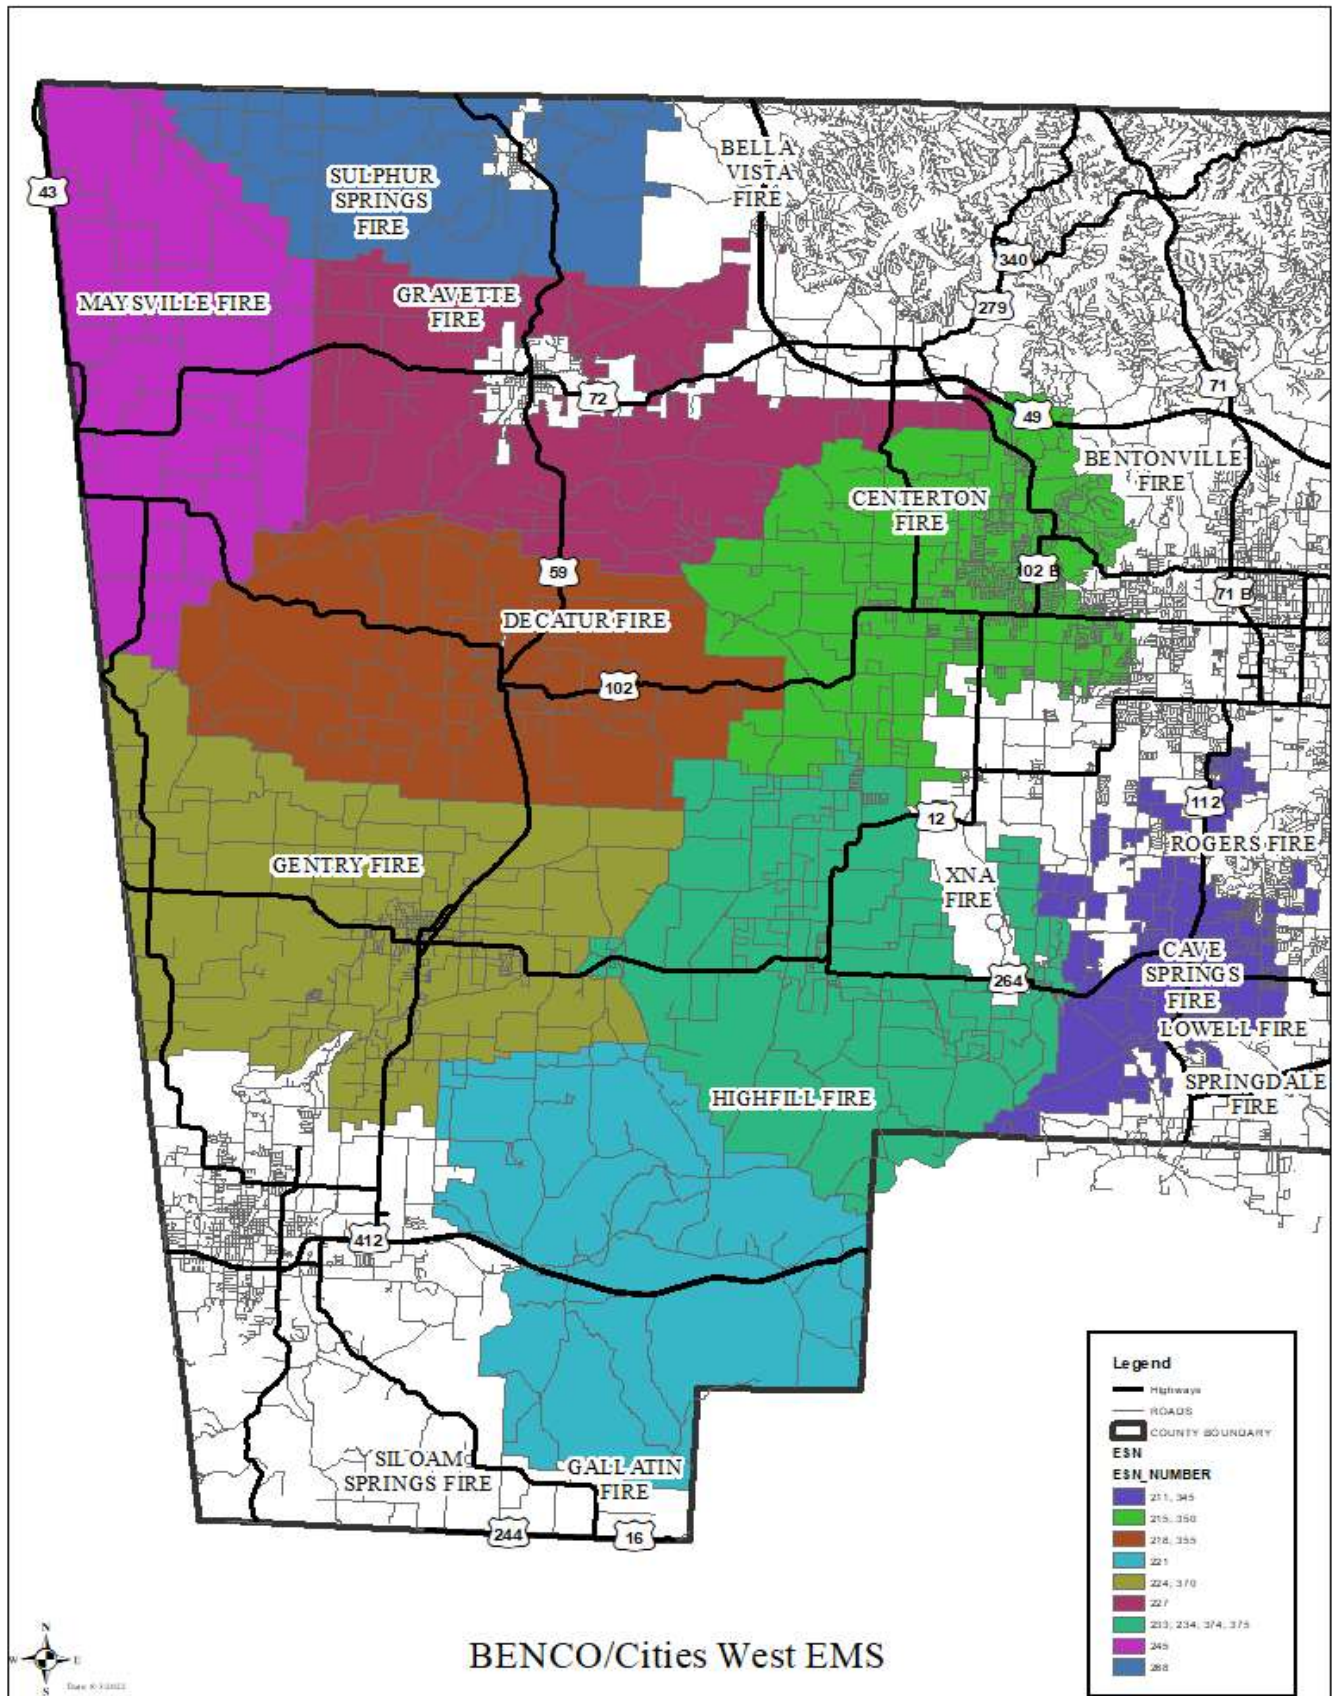 43
SULPHUR
SPRINGS
FIRE
BELLA
VISTA
FIRE
340
279
MAYSVILLE FIRE
GRAVETTE
FIRE
72
71
49
BENTONVILLE
FIRE
CENTERTON
FIRE
59
102 B
71 B
DECATUR FIRE
102
12
112
ROGERS FIRE
GENTRY FIRE
XNA
FIRE
264
CAVE
SPRINGS
FIRE
LOWELL FIRE
SPRINGDALE
FIRE
HIGHFILL FIRE
412
SILOAM
SPRINGS FIRE
GALLATIN
FIRE
244
16
Legend
Highways
ROADS
COUNTY BOUNDARY
ESN
ESN_NUMBER
211, 345
215, 350
218, 355
221
224, 370
227
233, 234, 374, 375
245
268
N
W
E
S
BENCO/Cities West EMS